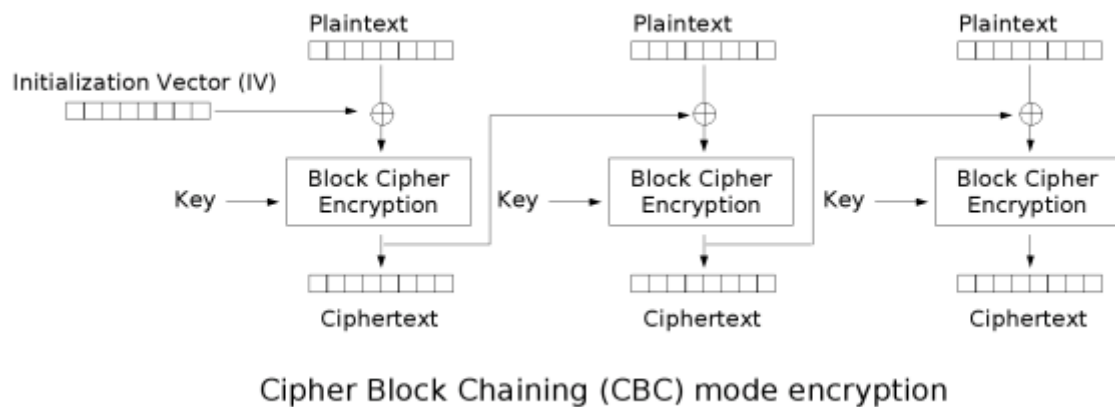 Plaintext
Plaintext
Plaintext
Initialization Vector (IV)
Key
Block Cipher
Encryption
Key
Block Cipher
Encryption
Key
Block Cipher
Encryption
Ciphertext
Ciphertext
Ciphertext
Cipher Block Chaining (CBC) mode encryption